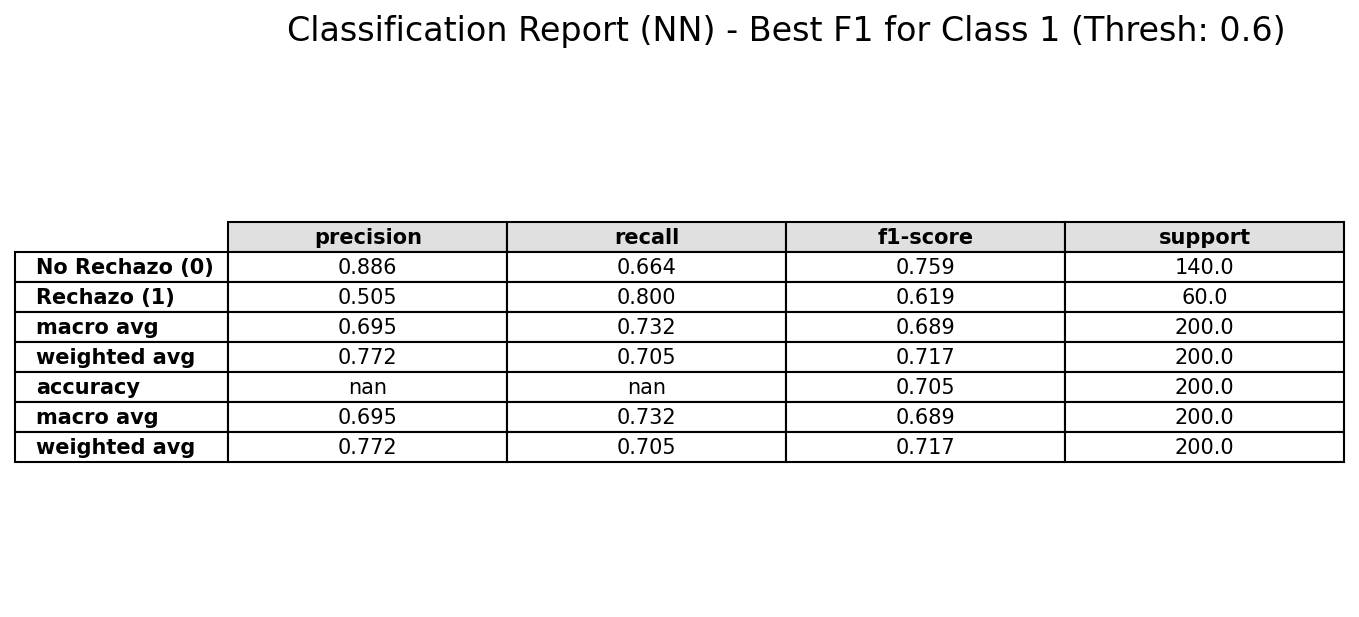 Classification Report (NN) - Best F1 for Class 1 (Thresh: 0.6)
precision recall f1-score support
No Rechazo (0) 0.886 0.664 0.759 140.0
Rechazo (1) 0.505 0.800 0.619 60.0
macro avg 0.695 0.732 0.689 200.0
weighted avg 0.772 0.705 0.717 200.0
accuracy nan nan 0.705 200.0
macro avg 0.695 0.732 0.689 200.0
weighted avg 0.772 0.705 0.717 200.0